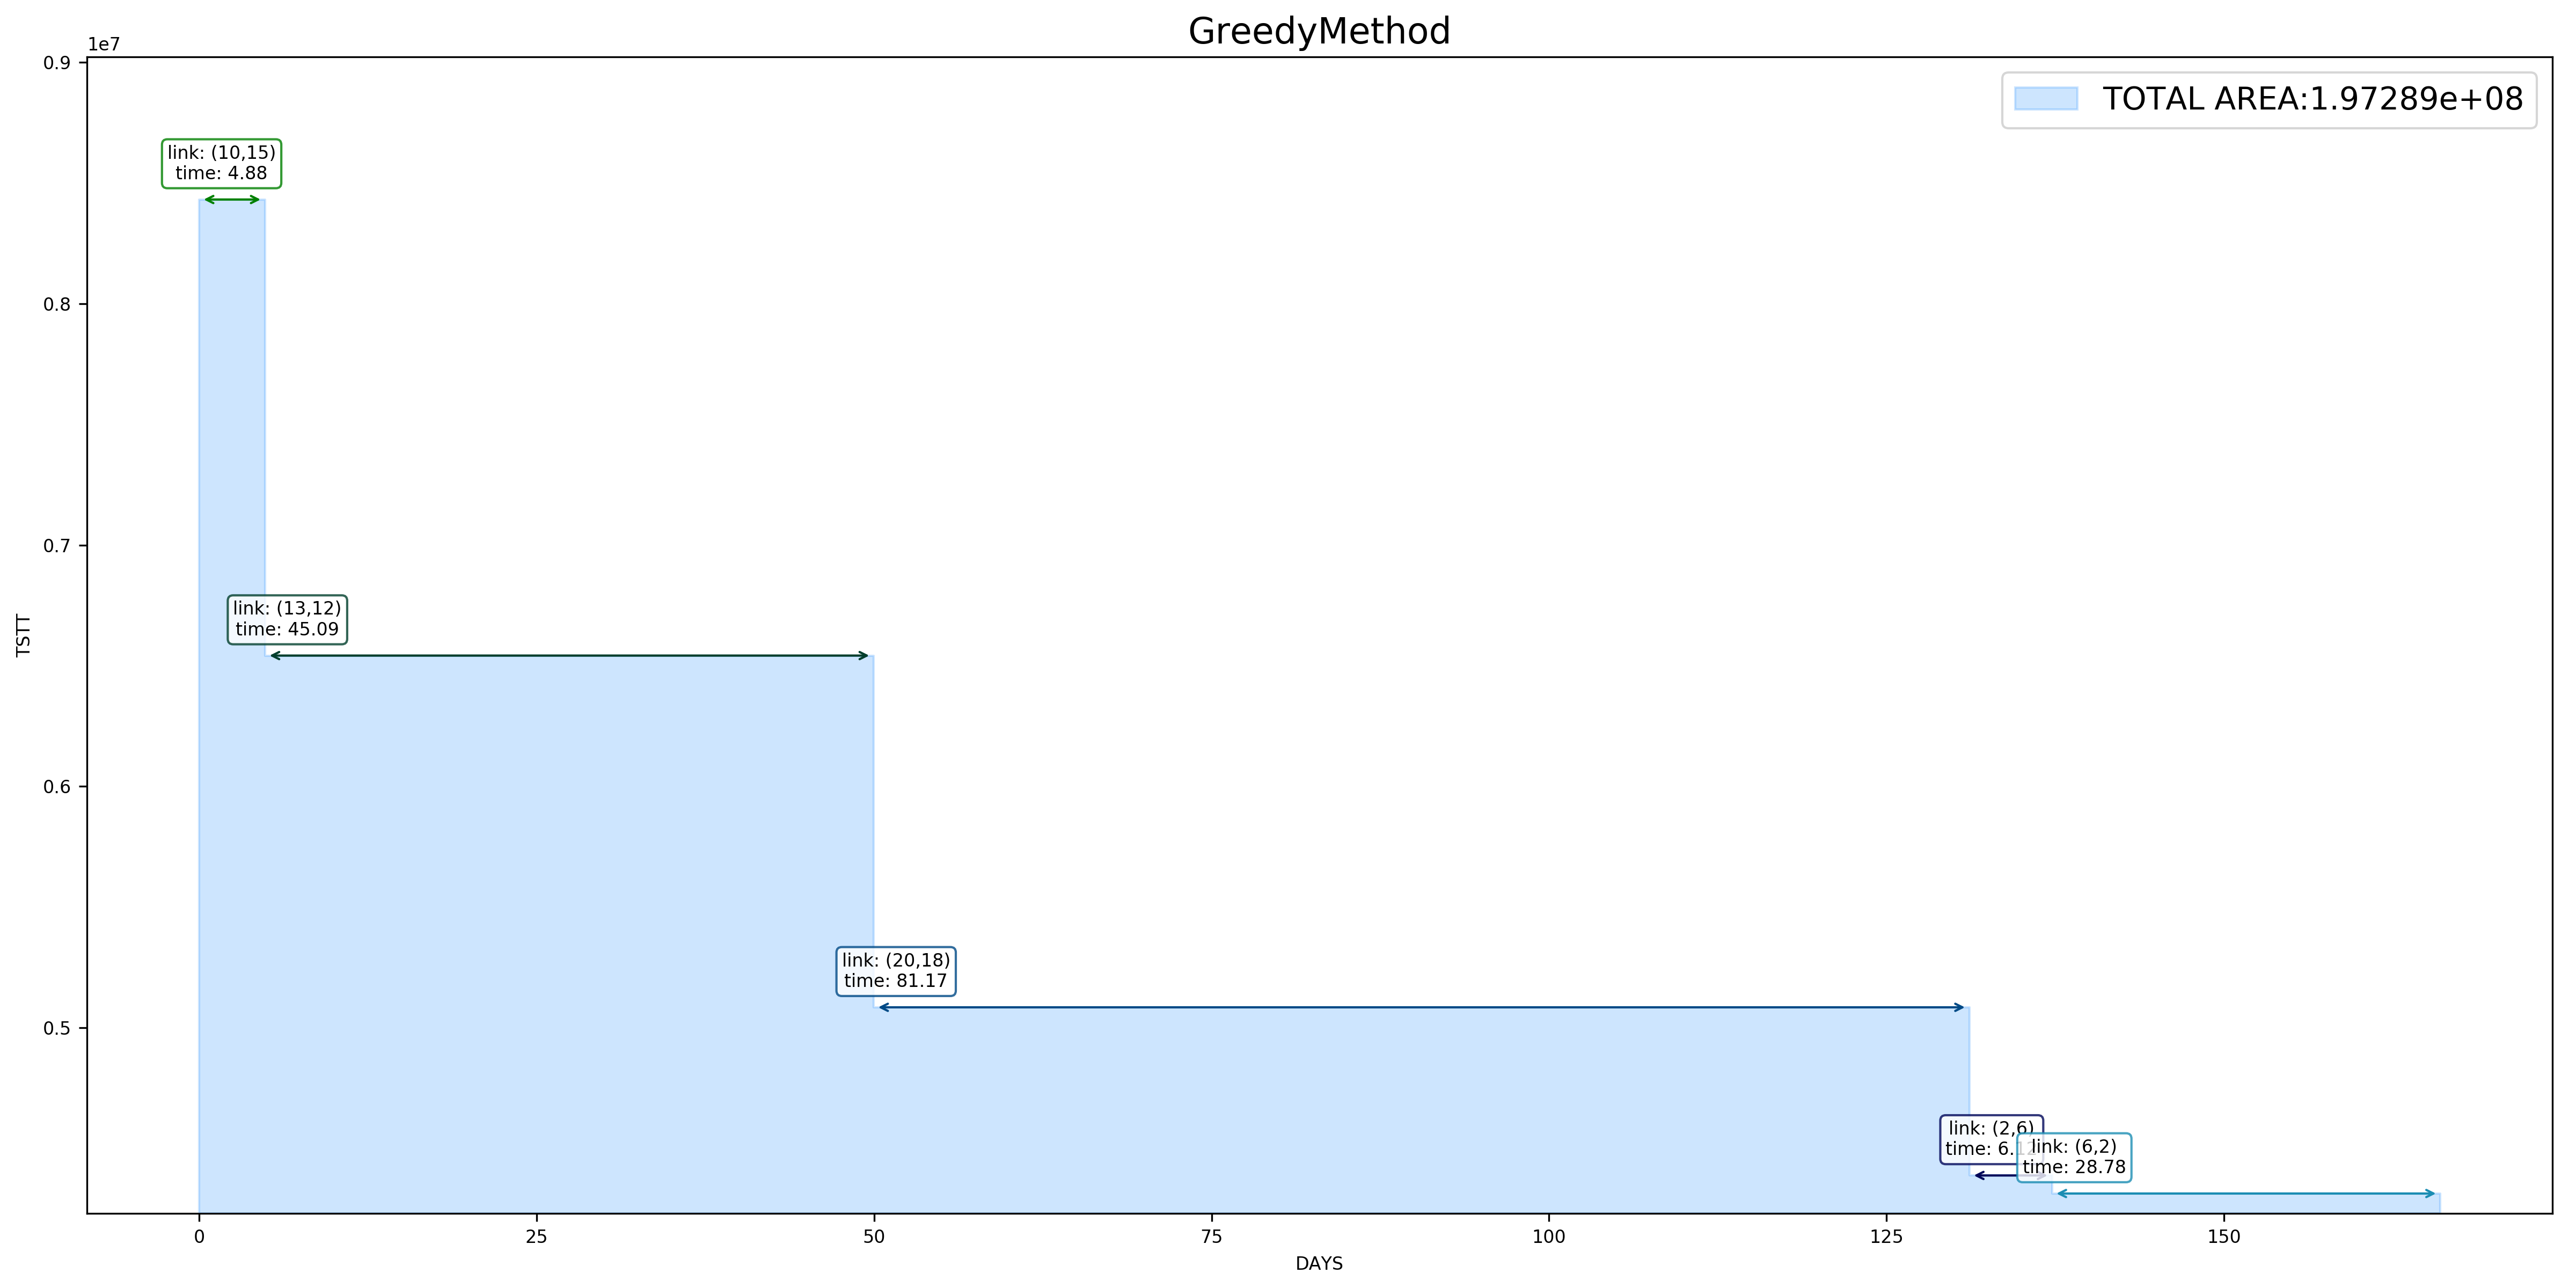 GreedyMethod
1e7
0.9
0.8
0.7
0.6
0.5
TSTT
TOTAL AREA:1.97289e+08
link: (10,15)
time: 4.88
link: (13,12)
time: 45.09
link: (20,18)
time: 81.17
link: (2,6)
time:
link: (6,2)
time: 28.78
0
25
50
75
100
125
150
DAYS